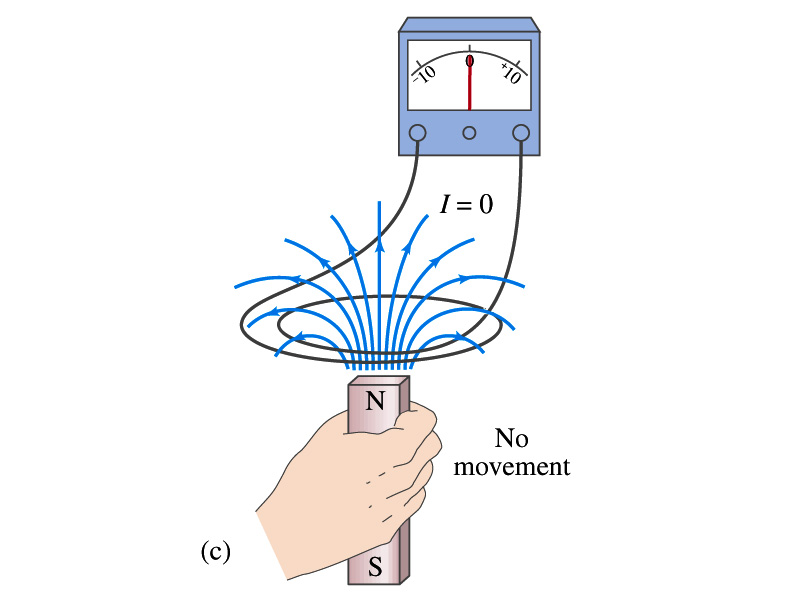 -10 0 +10
I = 0
N
No
movement
(c)
S